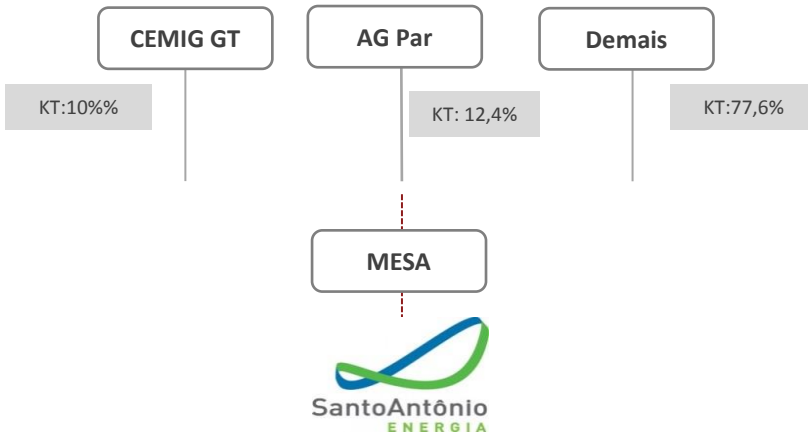 CEMIG GT
AG Par
Demais
KT:10%%
KT: 12,4%
KT:77,6%
MESA
SantoAntônio
ENERGIA